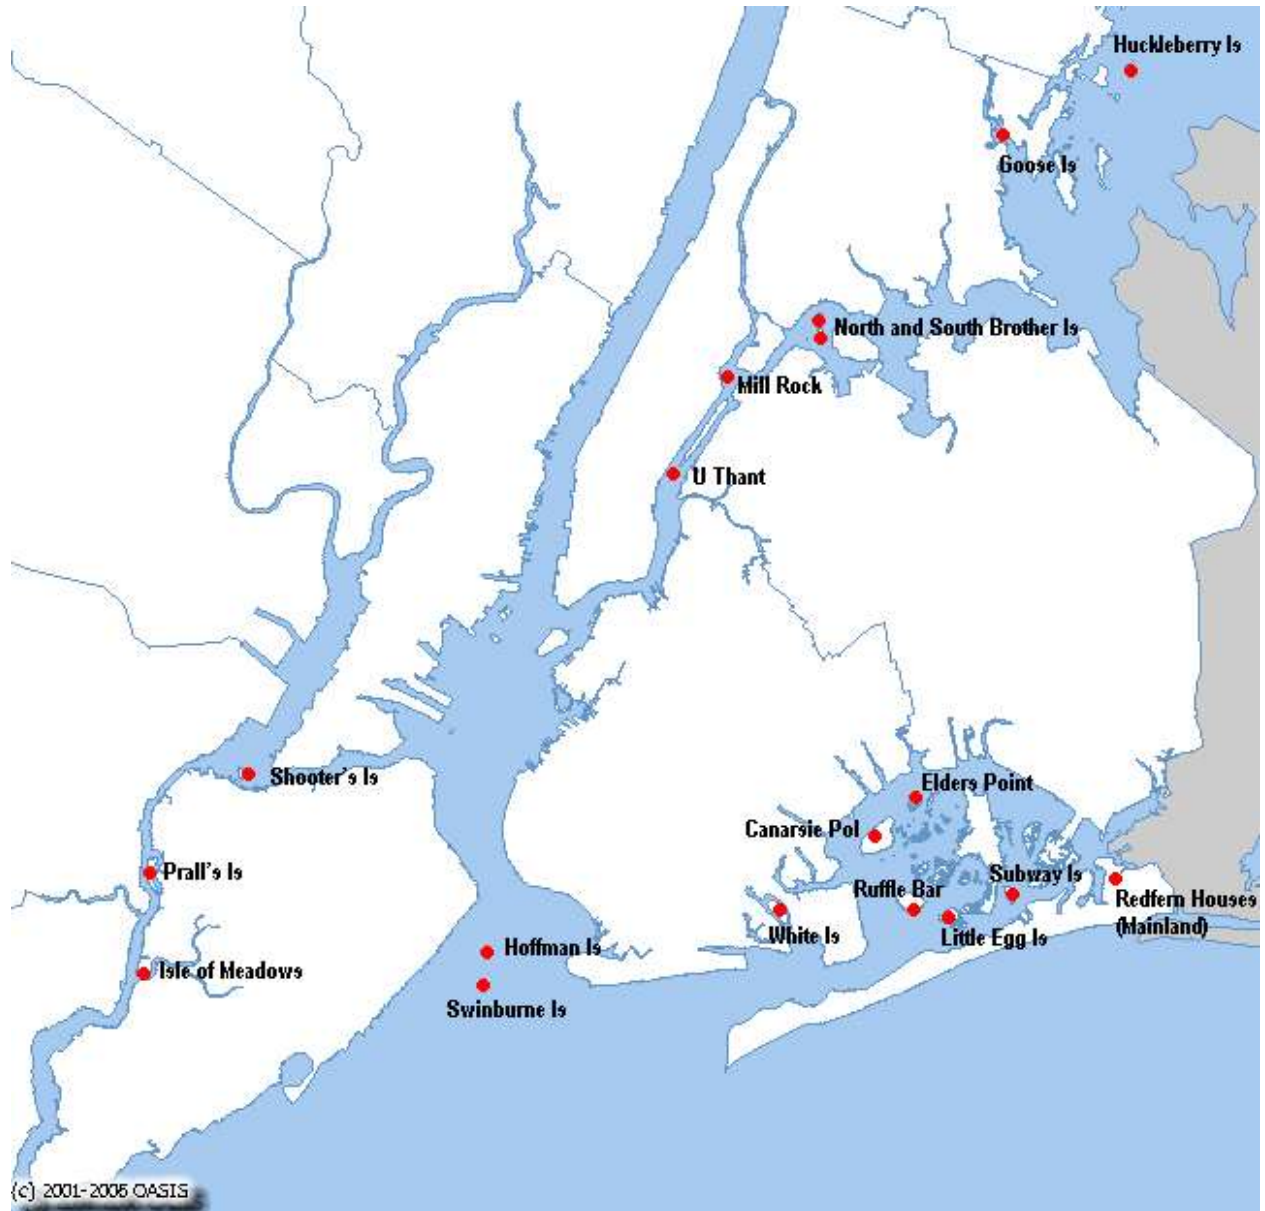 Huckleberry Is
Goose Is
North and South Brother Is
Mill Rock
U Thant
Shooter's Is
Elders Point
Canarsie Pol
Prall's Is
Subway Is
Ruffle Bar
Redfern Houses
(Mainland)
White Is
Little Egg Is
Hoffman Is
Isle of Meadows
Swinburne Is
(c) 2001-2005 OASIS